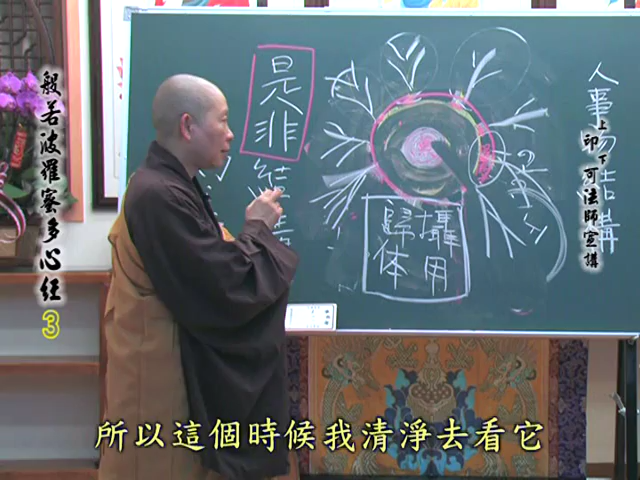 般若波羅蜜多心經
3
是非
歸攝
体用
人事物結構
上印下可法師宣講
所以這個時候我清淨去看它